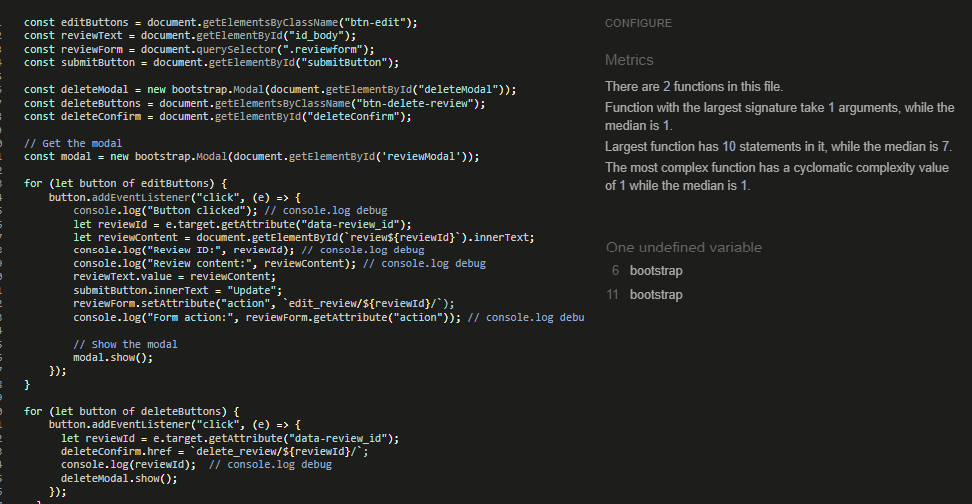 const editButtons = document.getElementsByClassName("btn-edit");
const reviewText = document.getElementById("id_body");
const reviewForm = document.querySelector(".reviewform");
const submitButton = document.getElementById("submitButton");
const deleteModal = new bootstrap.Modal(document.getElementById("deleteModal"));
const deleteButtons = document.getElementsByClassName("btn-delete-review");
const deleteConfirm = document.getElementById("deleteConfirm");
// Get the modal
const modal = new bootstrap.Modal(document.getElementById('reviewModal'));
for (let button of editButtons) {
button.addEventListener("click", (e) => {
console.log("Button clicked"); // console.log debug
let reviewId = e.target.getAttribute("data-review_id");
let reviewContent = document.getElementById(`review${reviewId}`).innerText;
console.log("Review ID:", reviewId); // console.log debug
console.log("Review content:", reviewContent); // console.log debug
reviewText.value = reviewContent;
submitButton.innerText = "Update";
reviewForm.setAttribute("action", `edit_review/${reviewId}/`);
console.log("Form action:", reviewForm.getAttribute("action")); // console.log debu
// Show the modal
modal.show();
});
}
for (let button of deleteButtons) {
button.addEventListener("click", (e) => {
let reviewId = e.target.getAttribute("data-review_id");
deleteConfirm.href = `delete_review/${reviewId}/`;
console.log(reviewId); // console.log debug
deleteModal.show();
});
CONFIGURE
Metrics
There are 2 functions in this file.
Function with the largest signature take 1 arguments, while the
median is 1.
Largest function has 10 statements in it, while the median is 7.
The most complex function has a cyclomatic complexity value
of 1 while the median is 1.
One undefined variable
6 bootstrap
11 bootstrap